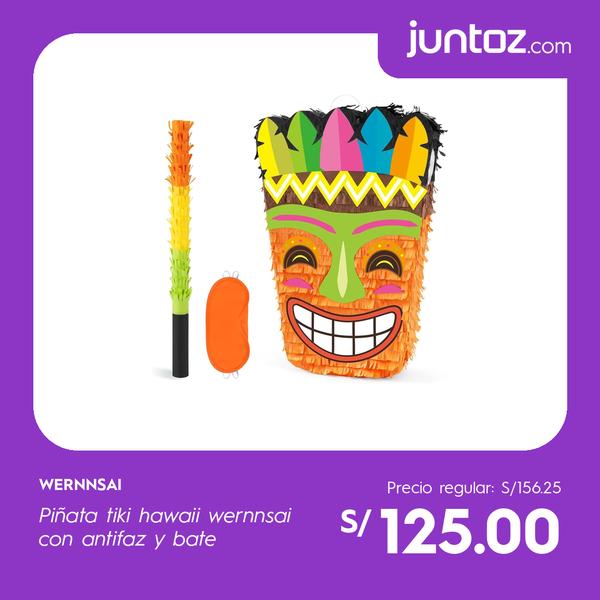 juntoz.com
WERNNSAI
Piñata tiki hawaii wernnsai
con antifaz y bate
Precio regular: S/156.25
S/125.00